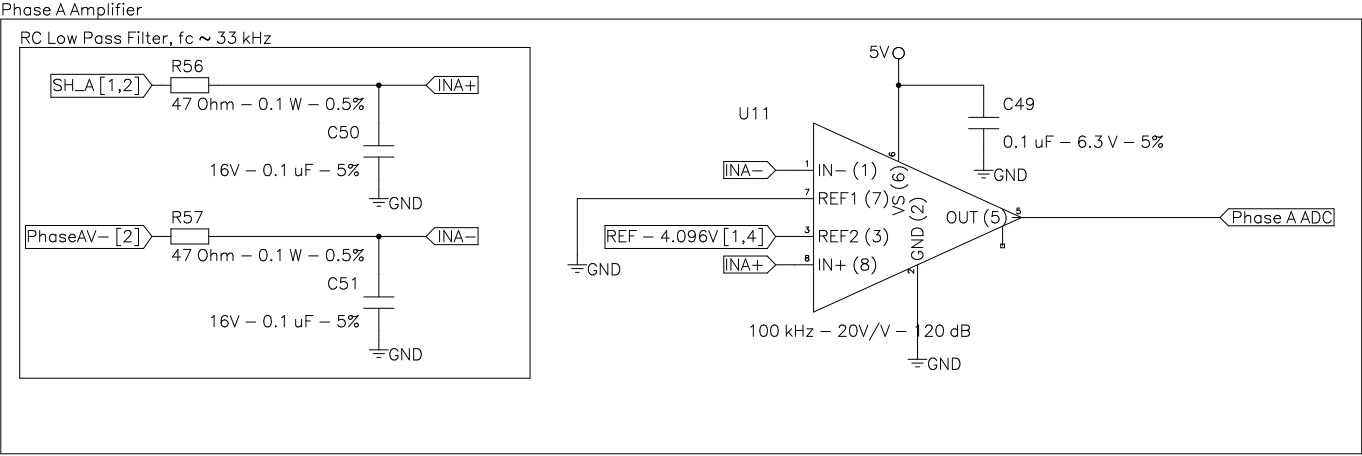 Phase A Amplifier
RC Low Pass Filter, fc ~ 33 kHz
R56
SH_A [1,2]
INA+
47 Ohm – 0.1 W – 0.5%
C50
16V – 0.1 uF – 5%
GND
R57
PhaseAV– [2]
INA–
47 Ohm – 0.1 W – 0.5%
C51
16V – 0.1 uF – 5%
GND
5V
C49
0.1 uF – 6.3 V – 5%
GND
U11
6
INA–
1
IN– (1)
VS (6)
7
REF1 (7)
GND
REF – 4.096V [1,4]
3
REF2 (3)
GND (2)
OUT (5)
5
Phase A ADC
INA+
8
IN+ (8)
2
100 kHz – 20V/V – 120 dB
GND